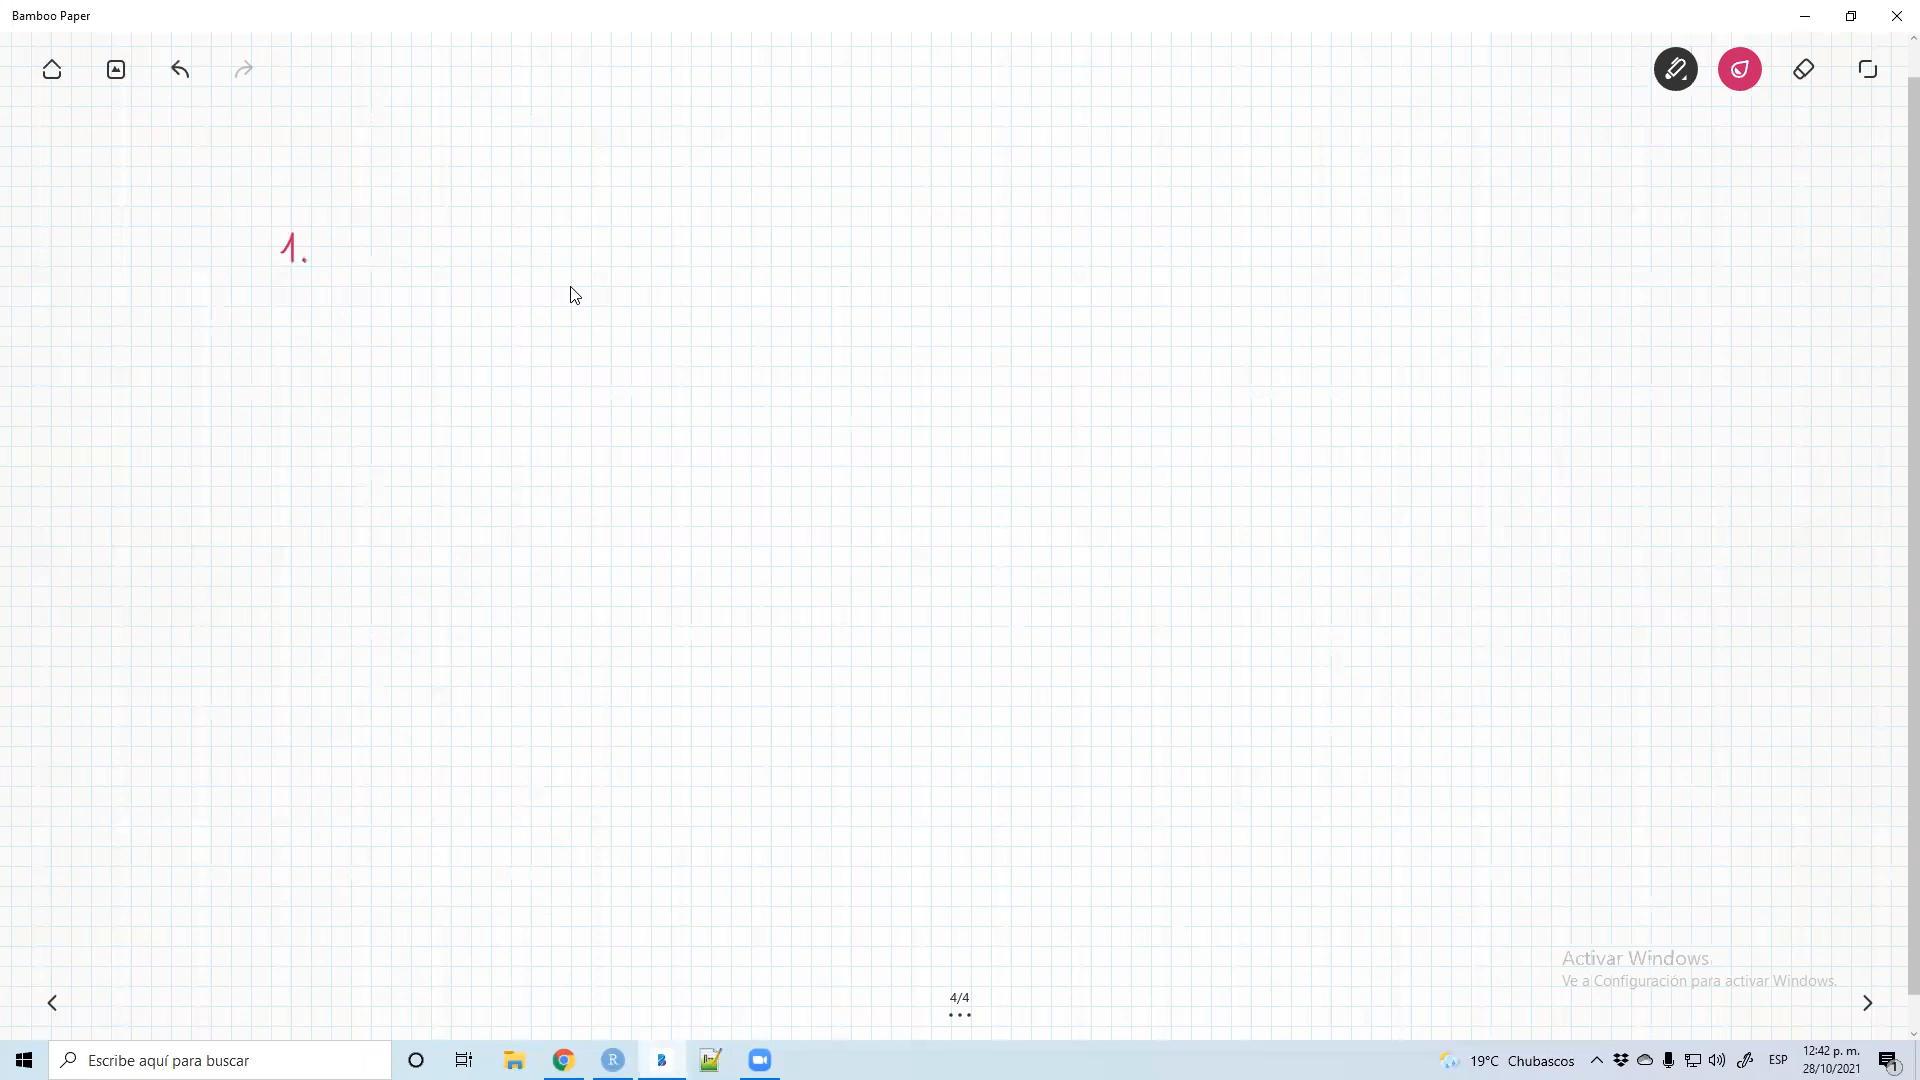 Bamboo Paper
1.
Activar Windows
Ve a Configuración para activar Windows.
4/4
Escribe aquí para buscar
19°C Chubascos
ESP
12:42 p. m.
28/10/2021
1